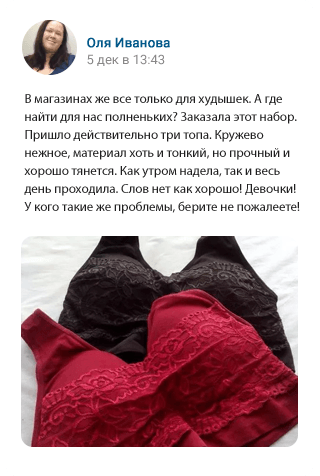 Оля Иванова
5 дек в 13:43
В магазинах же все только для худышек. А где
найти для нас полненьких? Заказала этот набор.
Пришло действительно три топа. Кружево
нежное, материал хоть и тонкий, но прочный и
хорошо тянется. Как утром надела, так и весь
день проходила. Слов нет как хорошо! Девочки!
У кого такие же проблемы, берите не пожалеете!